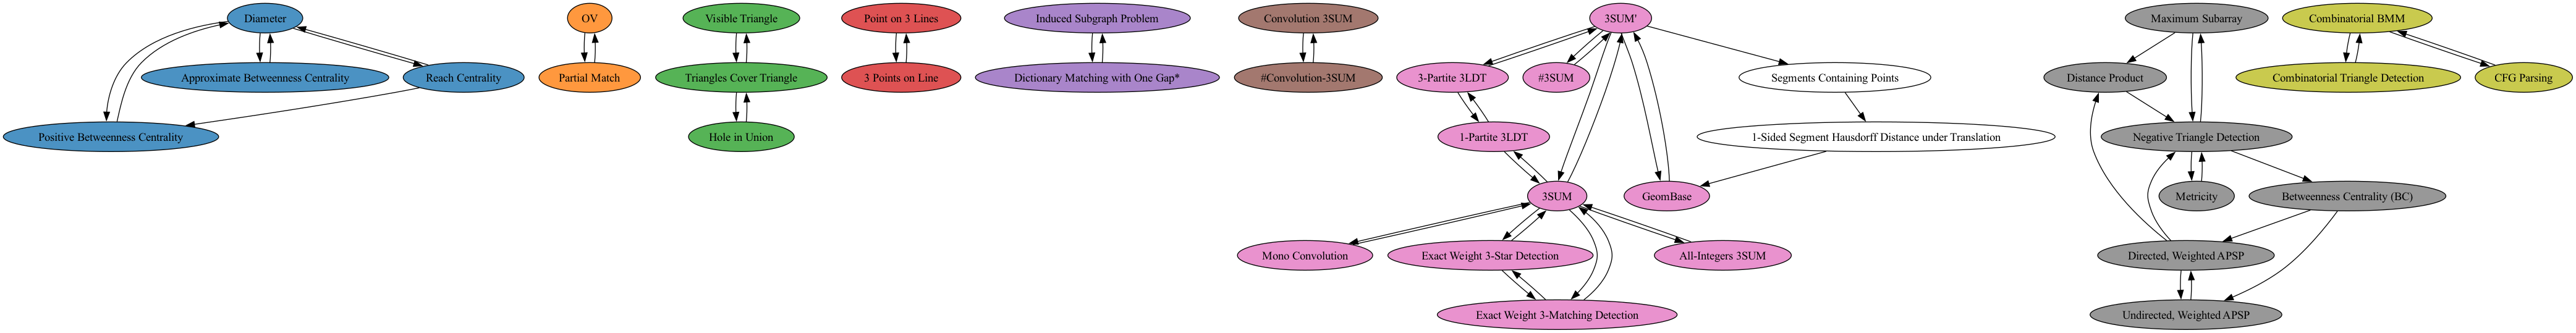 Diameter
OV
Visible Triangle
Point on 3 Lines
Induced Subgraph Problem
Convolution 3SUM
3SUM'
Maximum Subarray
Combinatorial BMM
Approximate Betweenness Centrality
Reach Centrality
Partial Match
Triangles Cover Triangle
3 Points on Line
Dictionary Matching with One Gap*
#Convolution-3SUM
3-Partite 3LDT
#3SUM
Segments Containing Points
Distance Product
Combinatorial Triangle Detection
CFG Parsing
Positive Betweenness Centrality
Hole in Union
1-Partite 3LDT
1-Sided Segment Hausdorff Distance under Translation
Negative Triangle Detection
3SUM
GeomBase
Metricity
Betweenness Centrality (BC)
Mono Convolution
Exact Weight 3-Star Detection
All-Integers 3SUM
Directed, Weighted APSP
Exact Weight 3-Matching Detection
Undirected, Weighted APSP